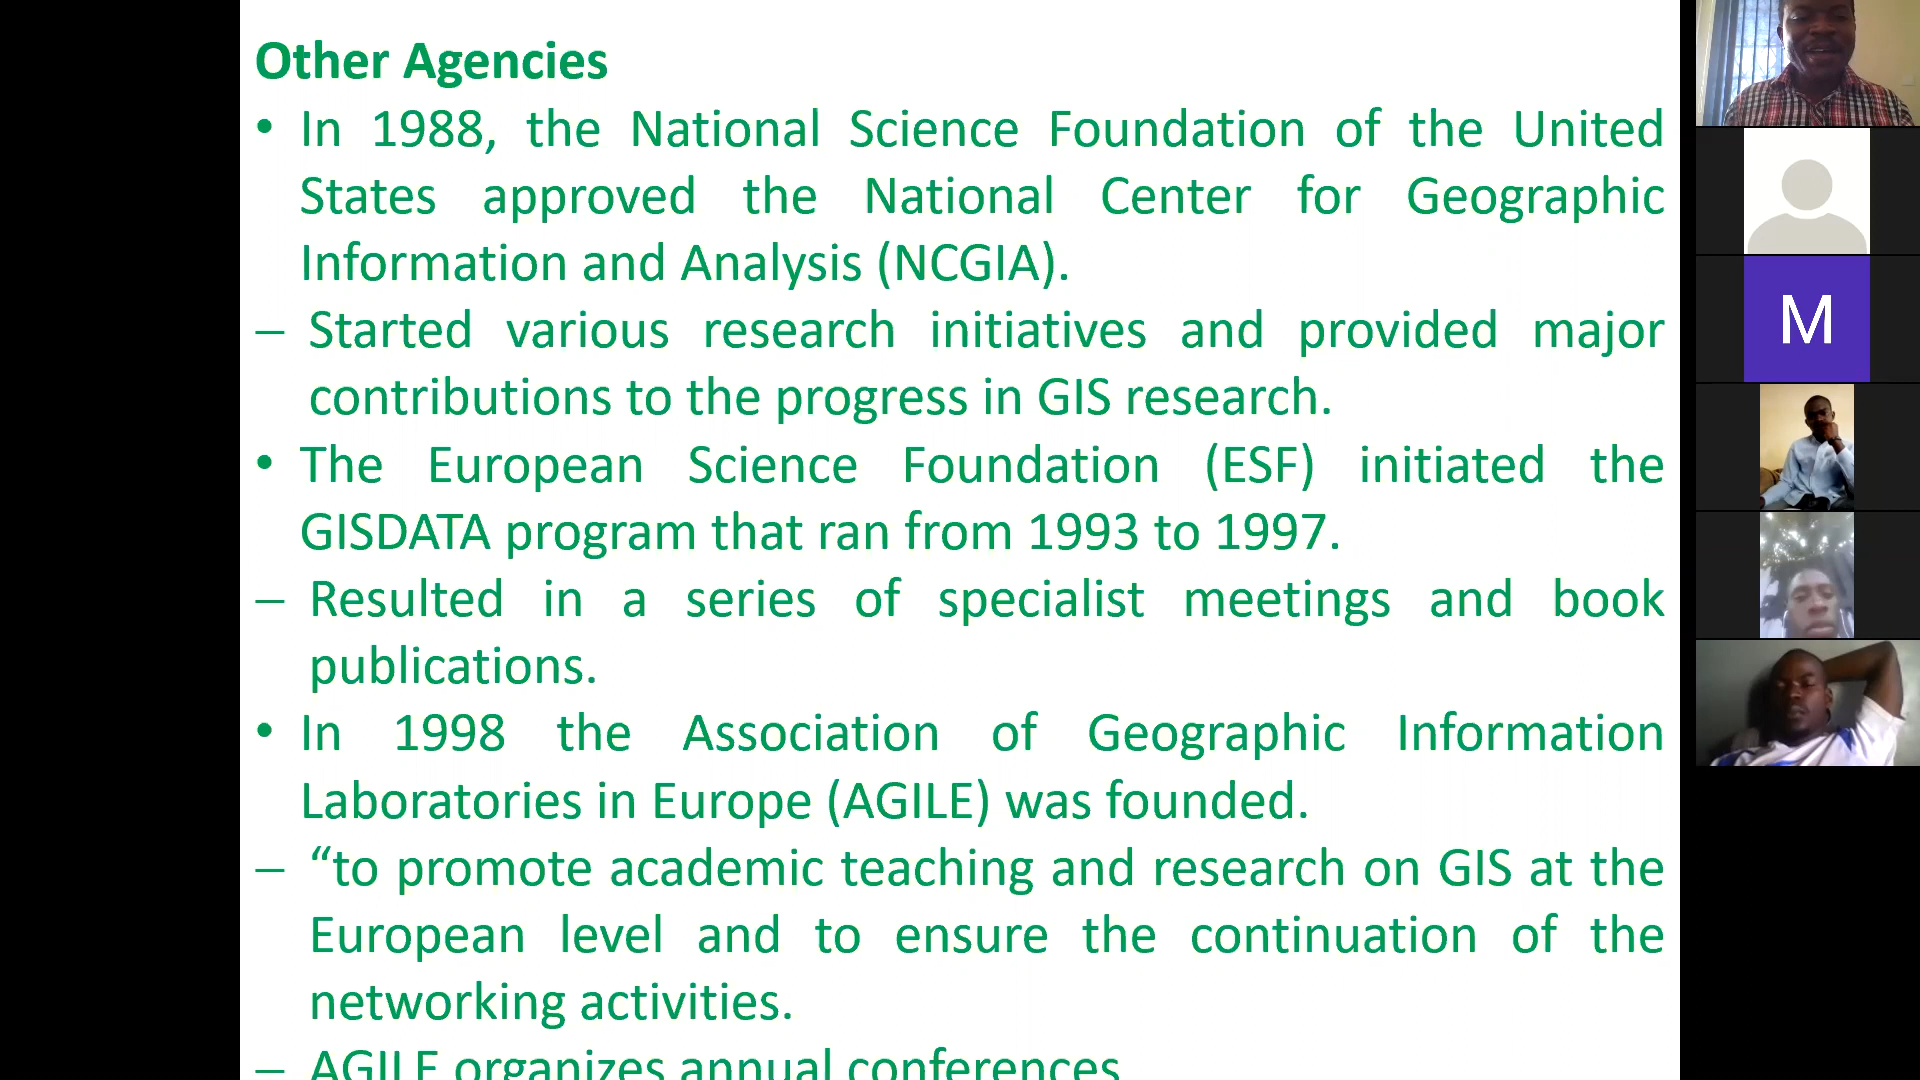 Other Agencies
• In 1988, the National Science Foundation of the United
States approved the National Center for Geographic
Information and Analysis (NCGIA).
– Started various research initiatives and provided major
contributions to the progress in GIS research.
• The European Science Foundation (ESF) initiated the
GISDATA program that ran from 1993 to 1997.
– Resulted in a series of specialist meetings and book
publications.
• In 1998 the Association of Geographic Information
Laboratories in Europe (AGILE) was founded.
– “to promote academic teaching and research on GIS at the
European level and to ensure the continuation of the
networking activities.
– AGILE organizes annual conferences
M